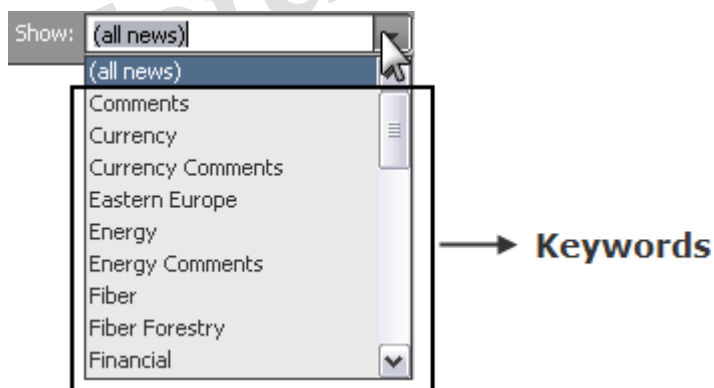 Show: (all news)
(all news)
Comments
Currency
Currency Comments
Eastern Europe
Energy
Energy Comments
Fiber
Fiber Forestry
Financial
Keywords